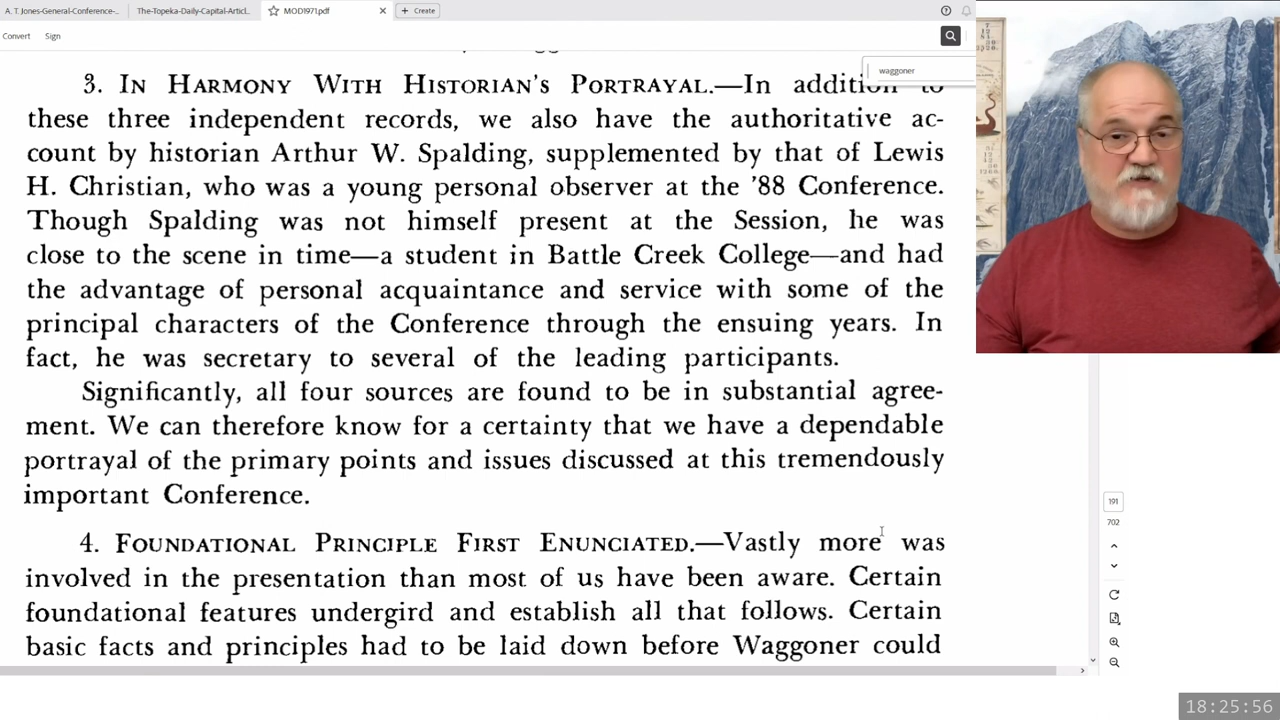 A. T. Jones-General-Conference-...
The-Topeka-Daily-Capital-Articl...
MOD1971.pdf
Create
Convert
Sign
waggoner
3. IN HARMONY WITH HISTORIAN'S PORTRAYAL.—In addition to
these three independent records, we also have the authoritative ac-
count by historian Arthur W. Spalding, supplemented by that of Lewis
H. Christian, who was a young personal observer at the '88 Conference.
Though Spalding was not himself present at the Session, he was
close to the scene in time—a student in Battle Creek College—and had
the advantage of personal acquaintance and service with some of the
principal characters of the Conference through the ensuing years. In
fact, he was secretary to several of the leading participants.
Significantly, all four sources are found to be in substantial agree-
ment. We can therefore know for a certainty that we have a dependable
portrayal of the primary points and issues discussed at this tremendously
important Conference.
4. FOUNDATIONAL PRINCIPLE FIRST ENUNCIATED.—Vastly more was
involved in the presentation than most of us have been aware. Certain
foundational features undergird and establish all that follows. Certain
basic facts and principles had to be laid down before Waggoner could
191
702
18:25:56